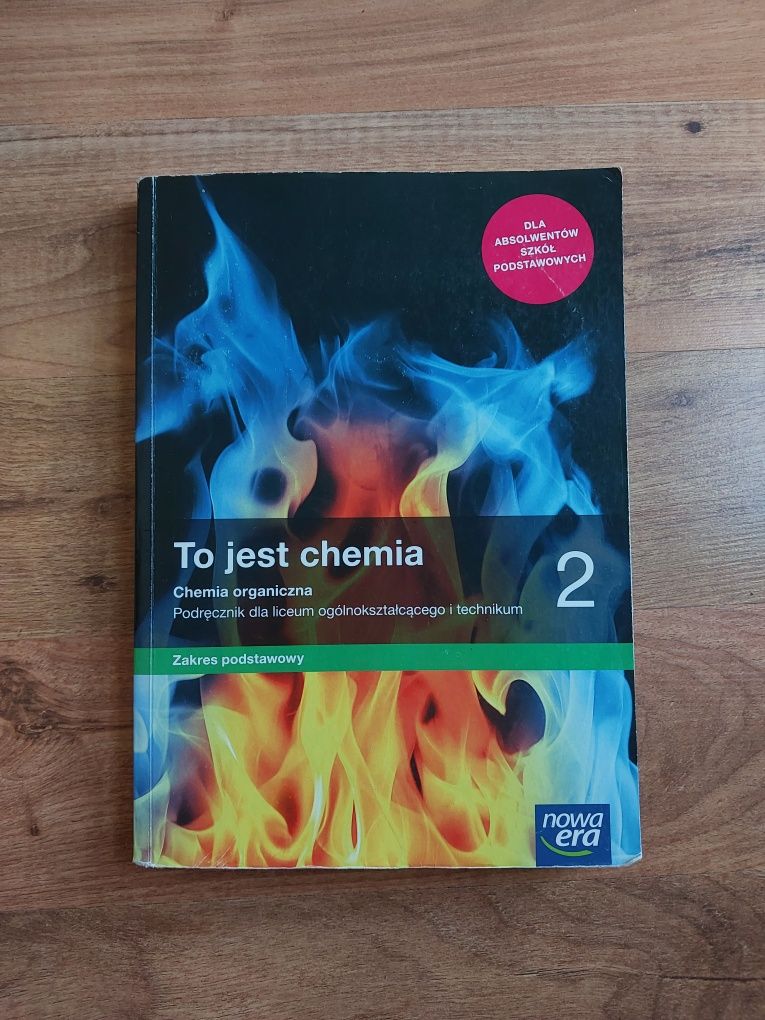 DLA
ABSOLWENTÓW
SZKÓŁ
PODSTAWOWYCH
To jest chemia
2
Chemia organiczna
Podręcznik dla liceum ogólnokształcącego i technikum
Zakres podstawowy
nowa
era